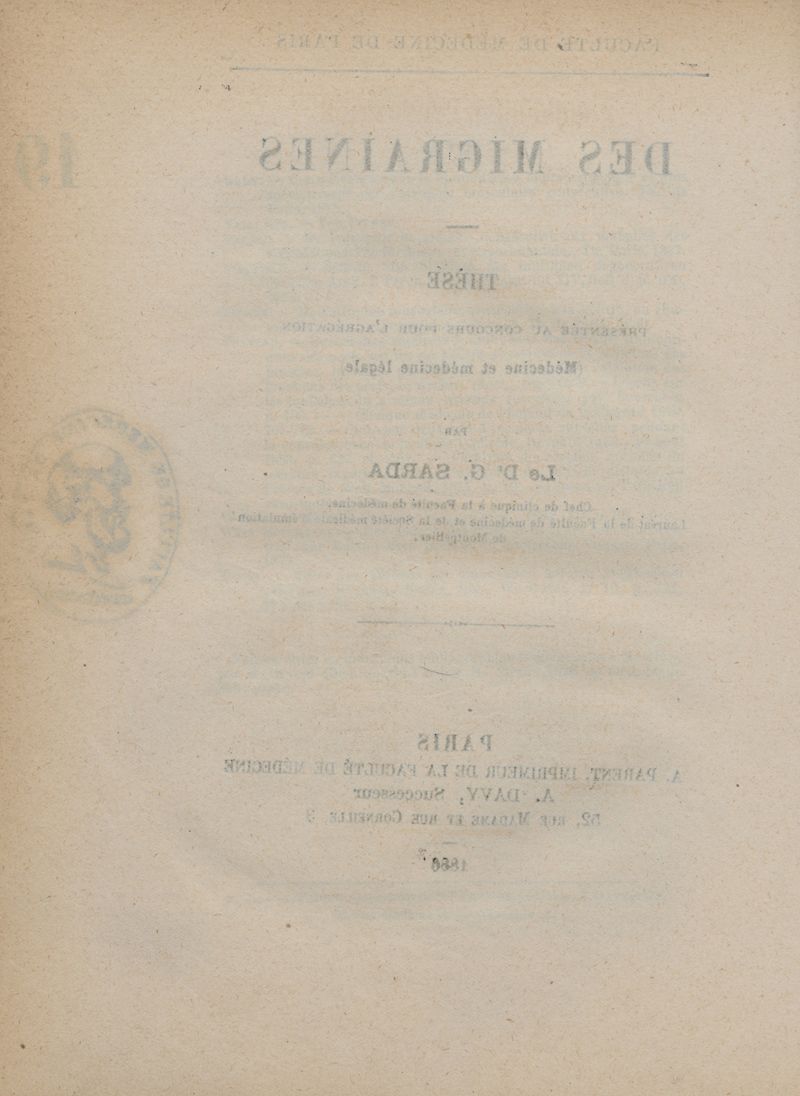 FACULTÉ DE MÉDECINE DE PARIS
19
DES MIGRAINES
THÈSE
PRÉSENTÉE AU CONCOURS POUR L'AGRÉGATION
(Médecine et médecine légale)
PAR
Le Dr G. SARDA
Chef de clinique à la Faculté de médecine,
Lauréat de la Faculté de médecine et de la Société médicale d'émulation
de Montpellier.
PARIS
A. PARENT, IMPRIMEUR DE LA FACULTÉ DE MÉDECINE
A. DAVY, Successeur
52, RUE MADAME ET RUE CORNEILLE, 3
1886